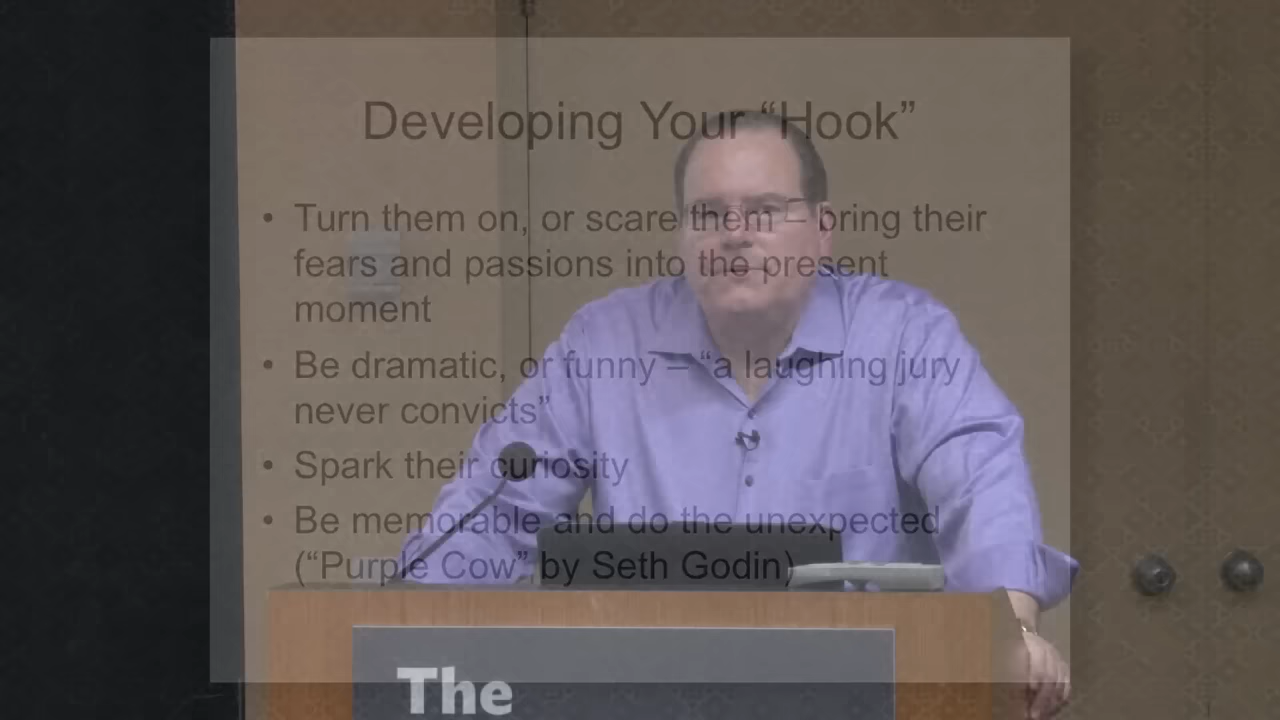 Developing Your “Hook”
• Turn them on, or scare them – bring their
fears and passions into the present
moment
• Be dramatic, or funny – “a laughing jury
never convicts”
• Spark their curiosity
• Be memorable and do the unexpected
(“Purple Cow” by Seth Godin)
The